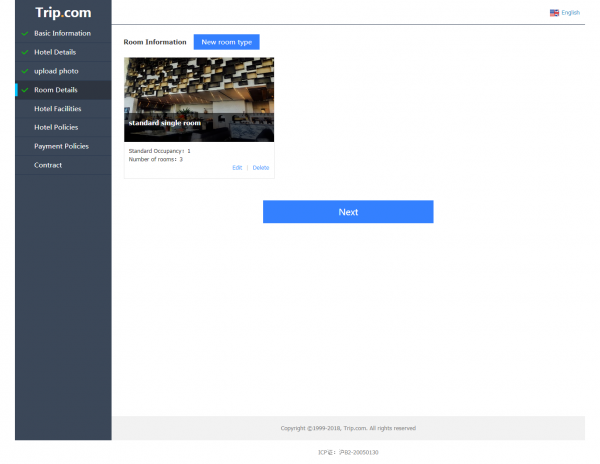 Trip.com
English
Basic Information
Hotel Details
upload photo
Room Details
Hotel Facilities
Hotel Policies
Payment Policies
Contract
Room Information
New room type
standard single room
Standard Occupancy: 1
Number of rooms: 3
Edit | Delete
Next
Copyright @1999-2018, Trip.com. All rights reserved
ICP证：沪B2-20050130